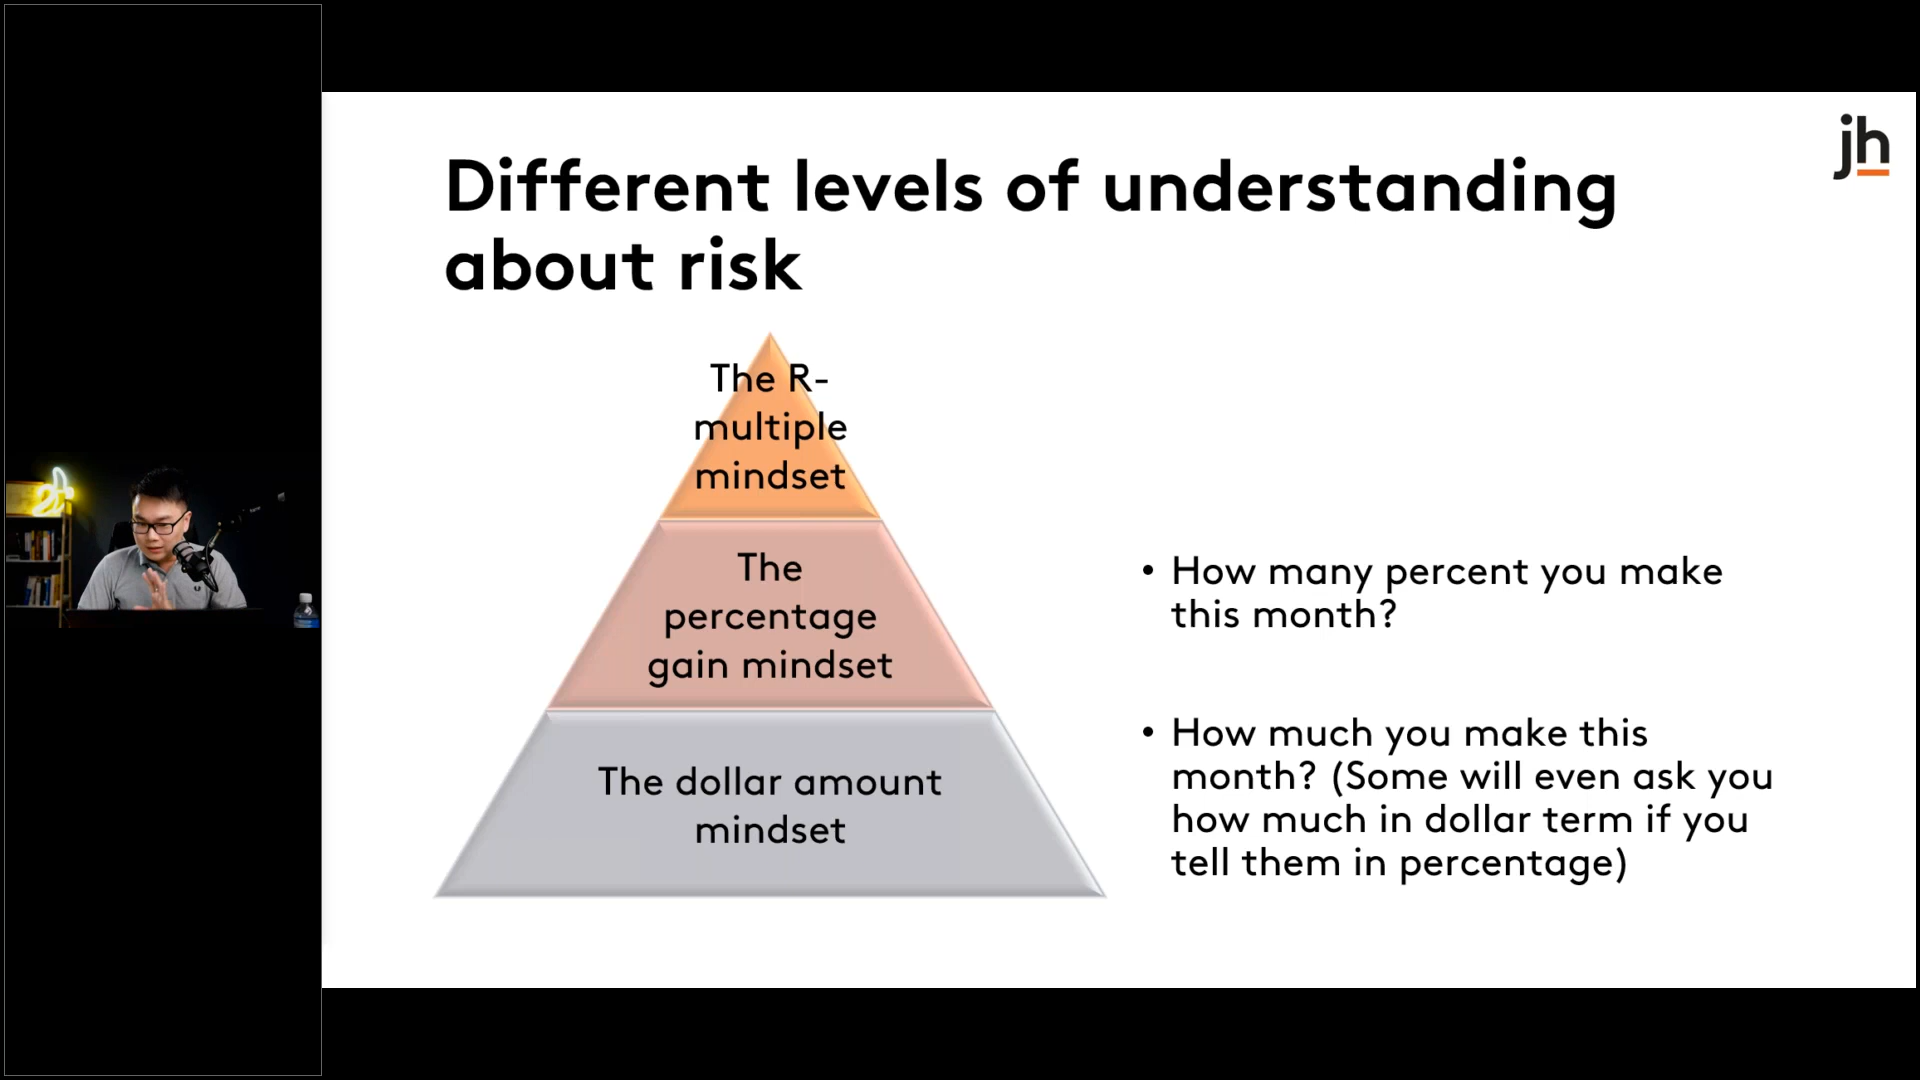 jh
Different levels of understanding
about risk
The R-
multiple
mindset
The
percentage
gain mindset
The dollar amount
mindset
• How many percent you make
this month?
• How much you make this
month? (Some will even ask you
how much in dollar term if you
tell them in percentage)